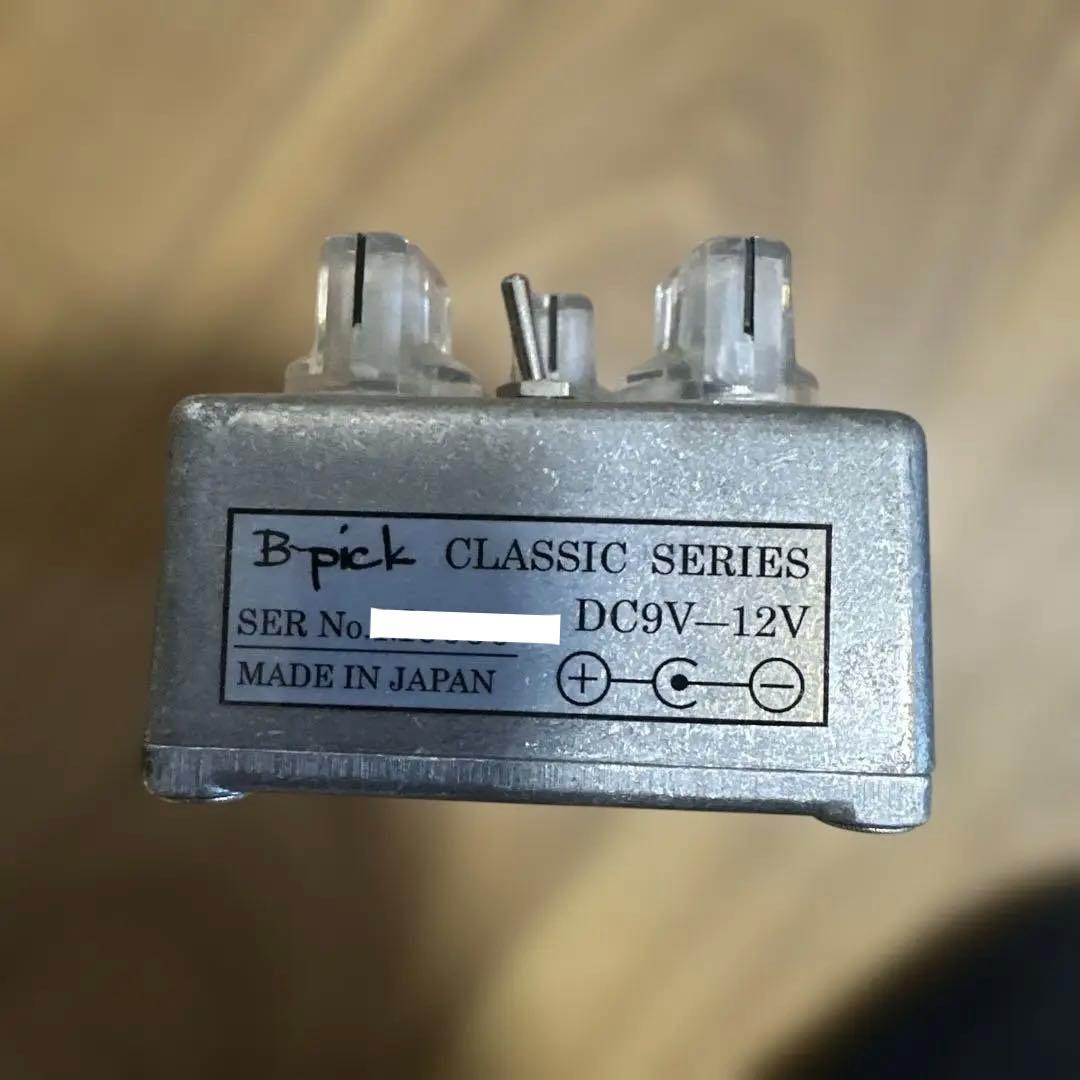 B-pick CLASSIC SERIES
SER No. DC9V—12V
MADE IN JAPAN + −